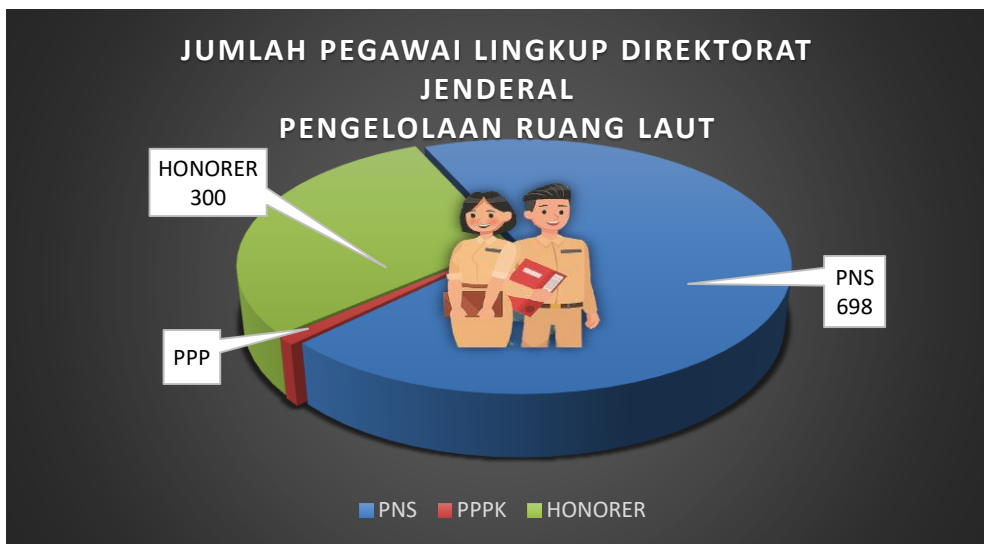 JUMLAH PEGAWAI LINGKUP DIREKTORAT
JENDERAL
PENGELOLAAN RUANG LAUT
HONORER
300
PNS
698
PPP
PNS PPPK HONORER